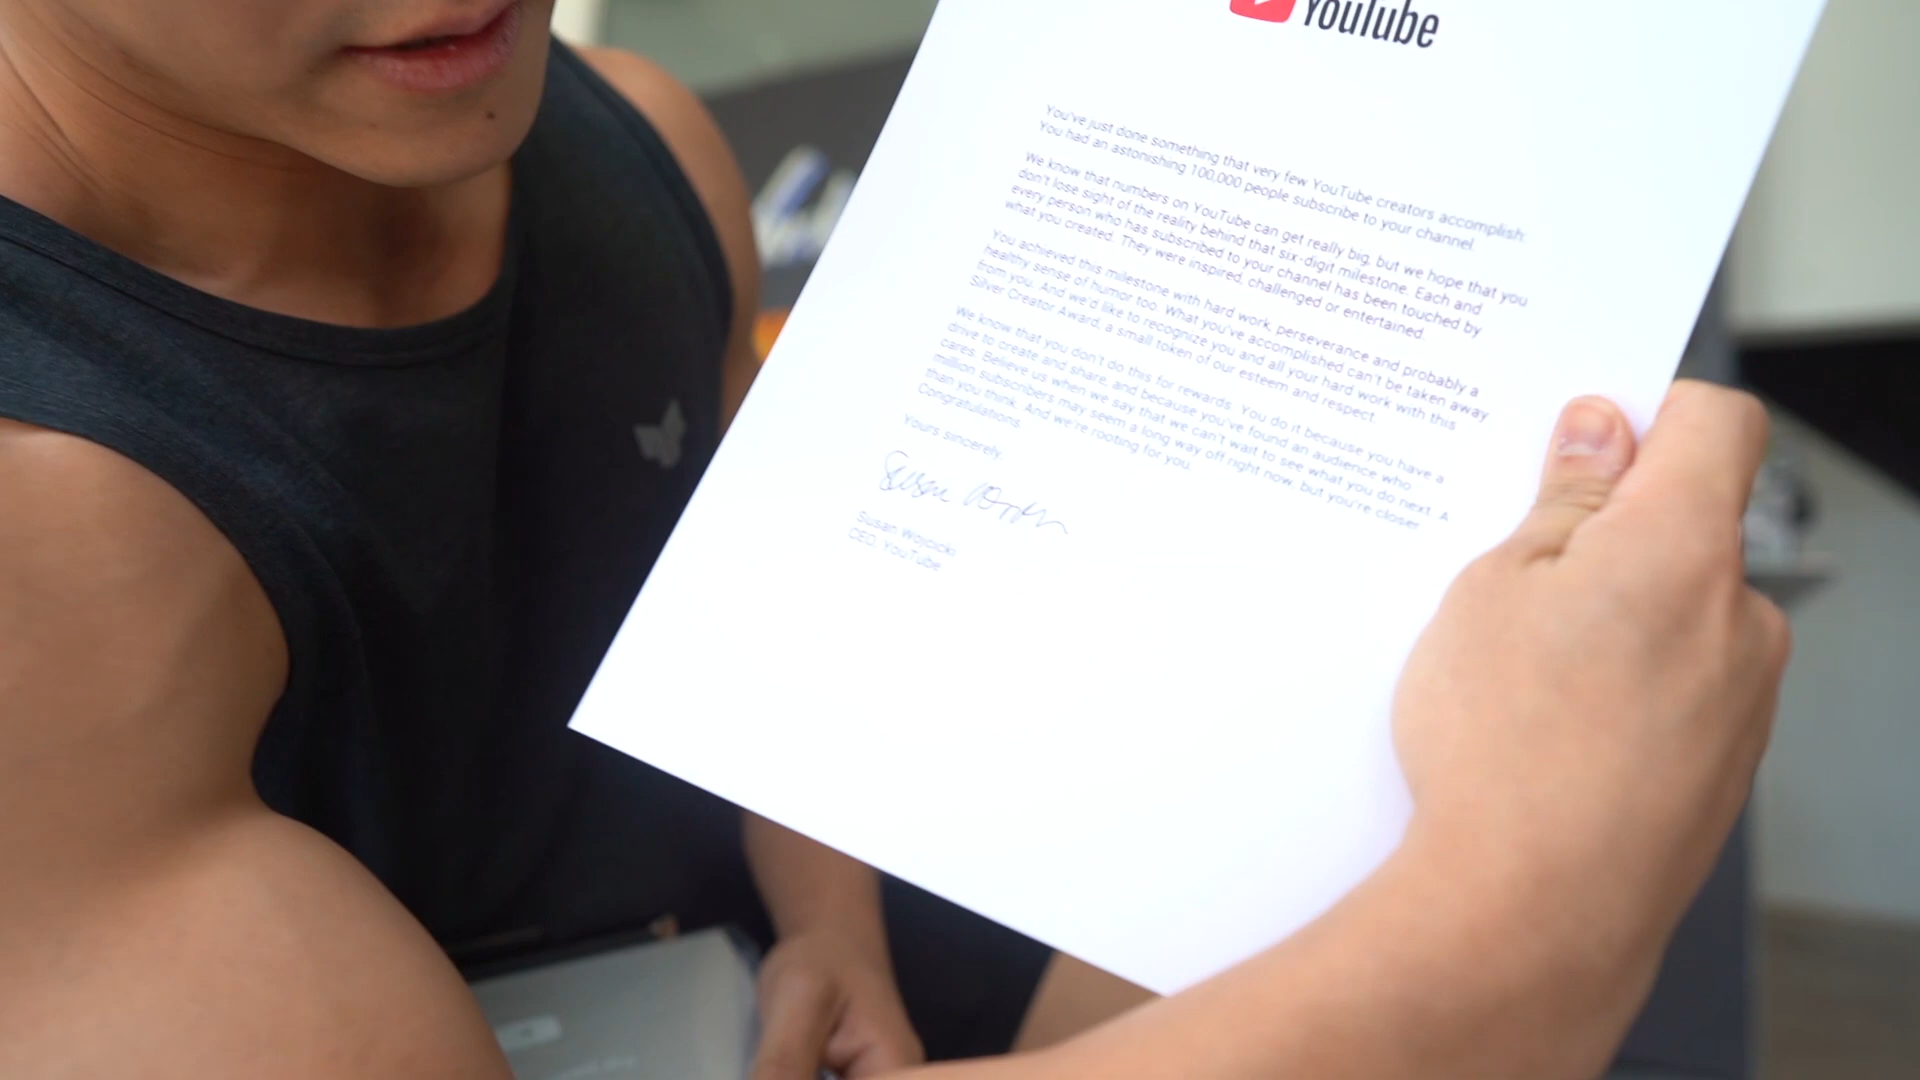 YouTube
You've just done something that very few YouTube creators accomplish:
You had an astonishing 100,000 people subscribe to your channel.
We know that numbers on YouTube can get really big, but we hope that you
don't lose sight of the reality behind that six-digit milestone. Each and
every person who has subscribed to your channel has been touched by
what you created. They were inspired, challenged or entertained.
You achieved this milestone with hard work, perseverance and probably a
healthy sense of humor too. What you've accomplished can't be taken away
from you. And we'd like to recognize you and all your hard work with this
Silver Creator Award, a small token of our esteem and respect.
We know that you don't do this for rewards. You do it because you have a
drive to create and share, and because you've found an audience who
cares. Believe us when we say that we can't wait to see what you do next. A
million subscribers may seem a long way off right now, but you're closer
than you think. And we're rooting for you.
Congratulations.
Yours sincerely,
Susan Wojcicki
CEO, YouTube